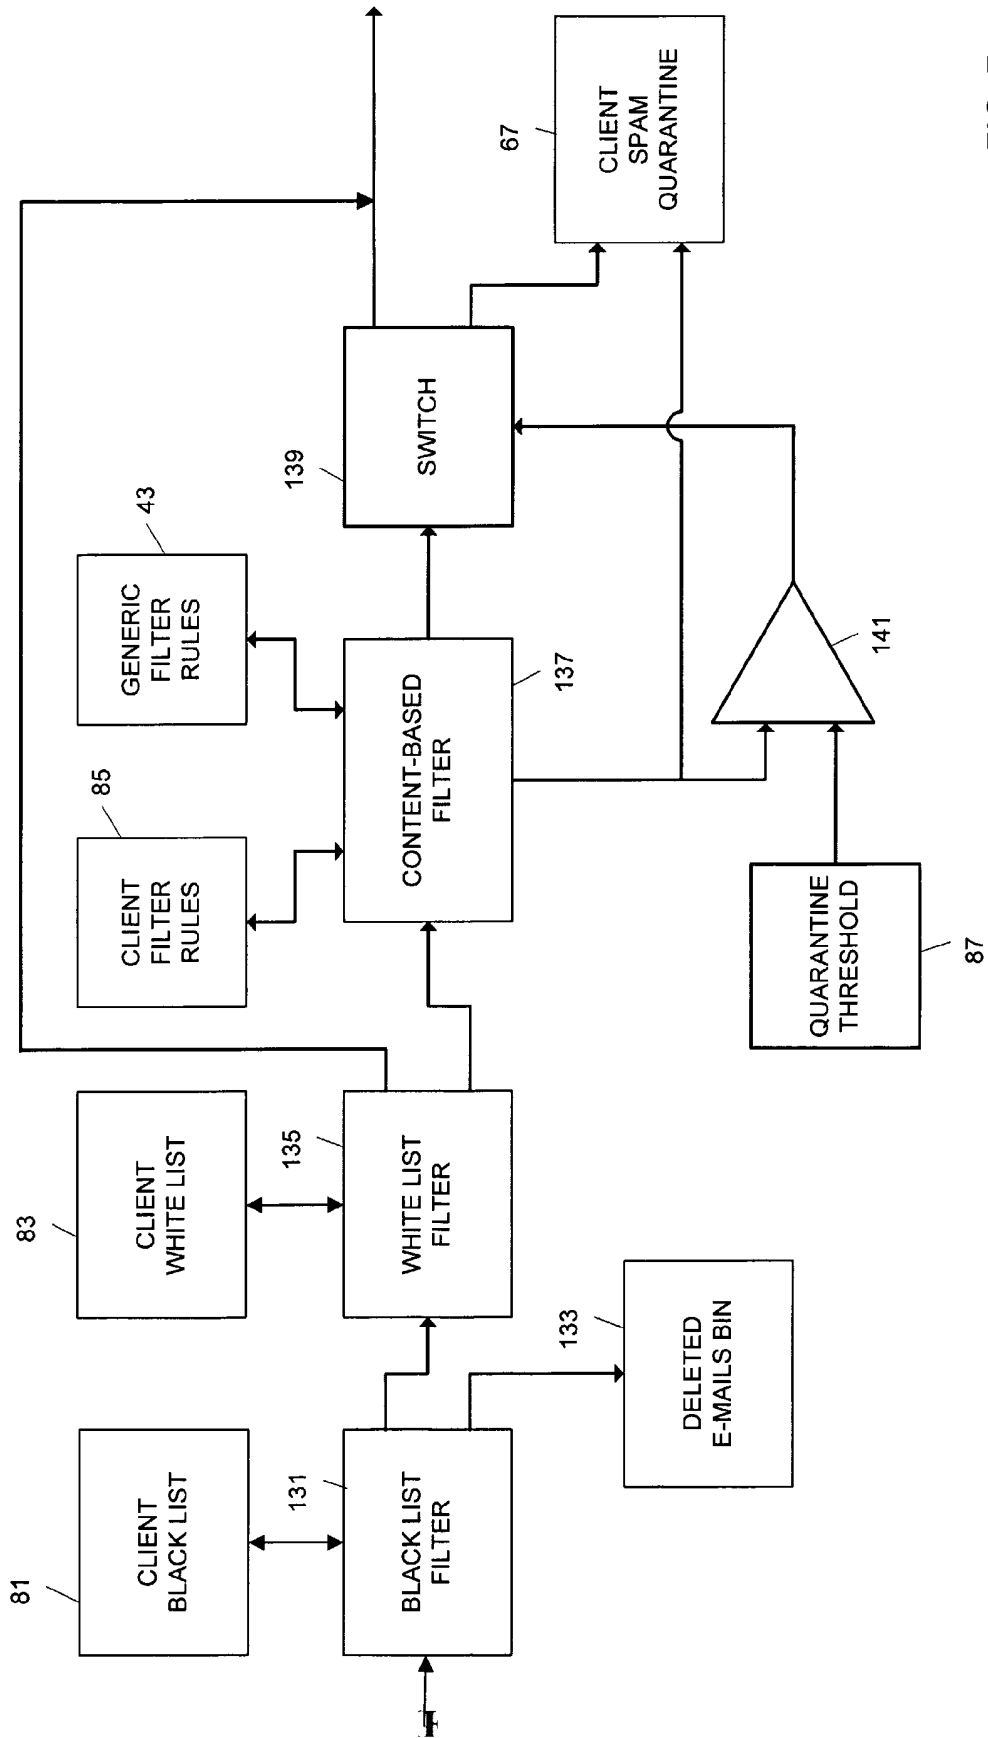 81
CLIENT
BLACK LIST
83
CLIENT
WHITE LIST
85
CLIENT
FILTER
RULES
43
GENERIC
FILTER
RULES
131
BLACK LIST
FILTER
135
WHITE LIST
FILTER
CONTENT-BASED
FILTER
137
139
SWITCH
67
CLIENT
SPAM
QUARANTINE
133
DELETED
E-MAILS BIN
QUARANTINE
THRESHOLD
87
141